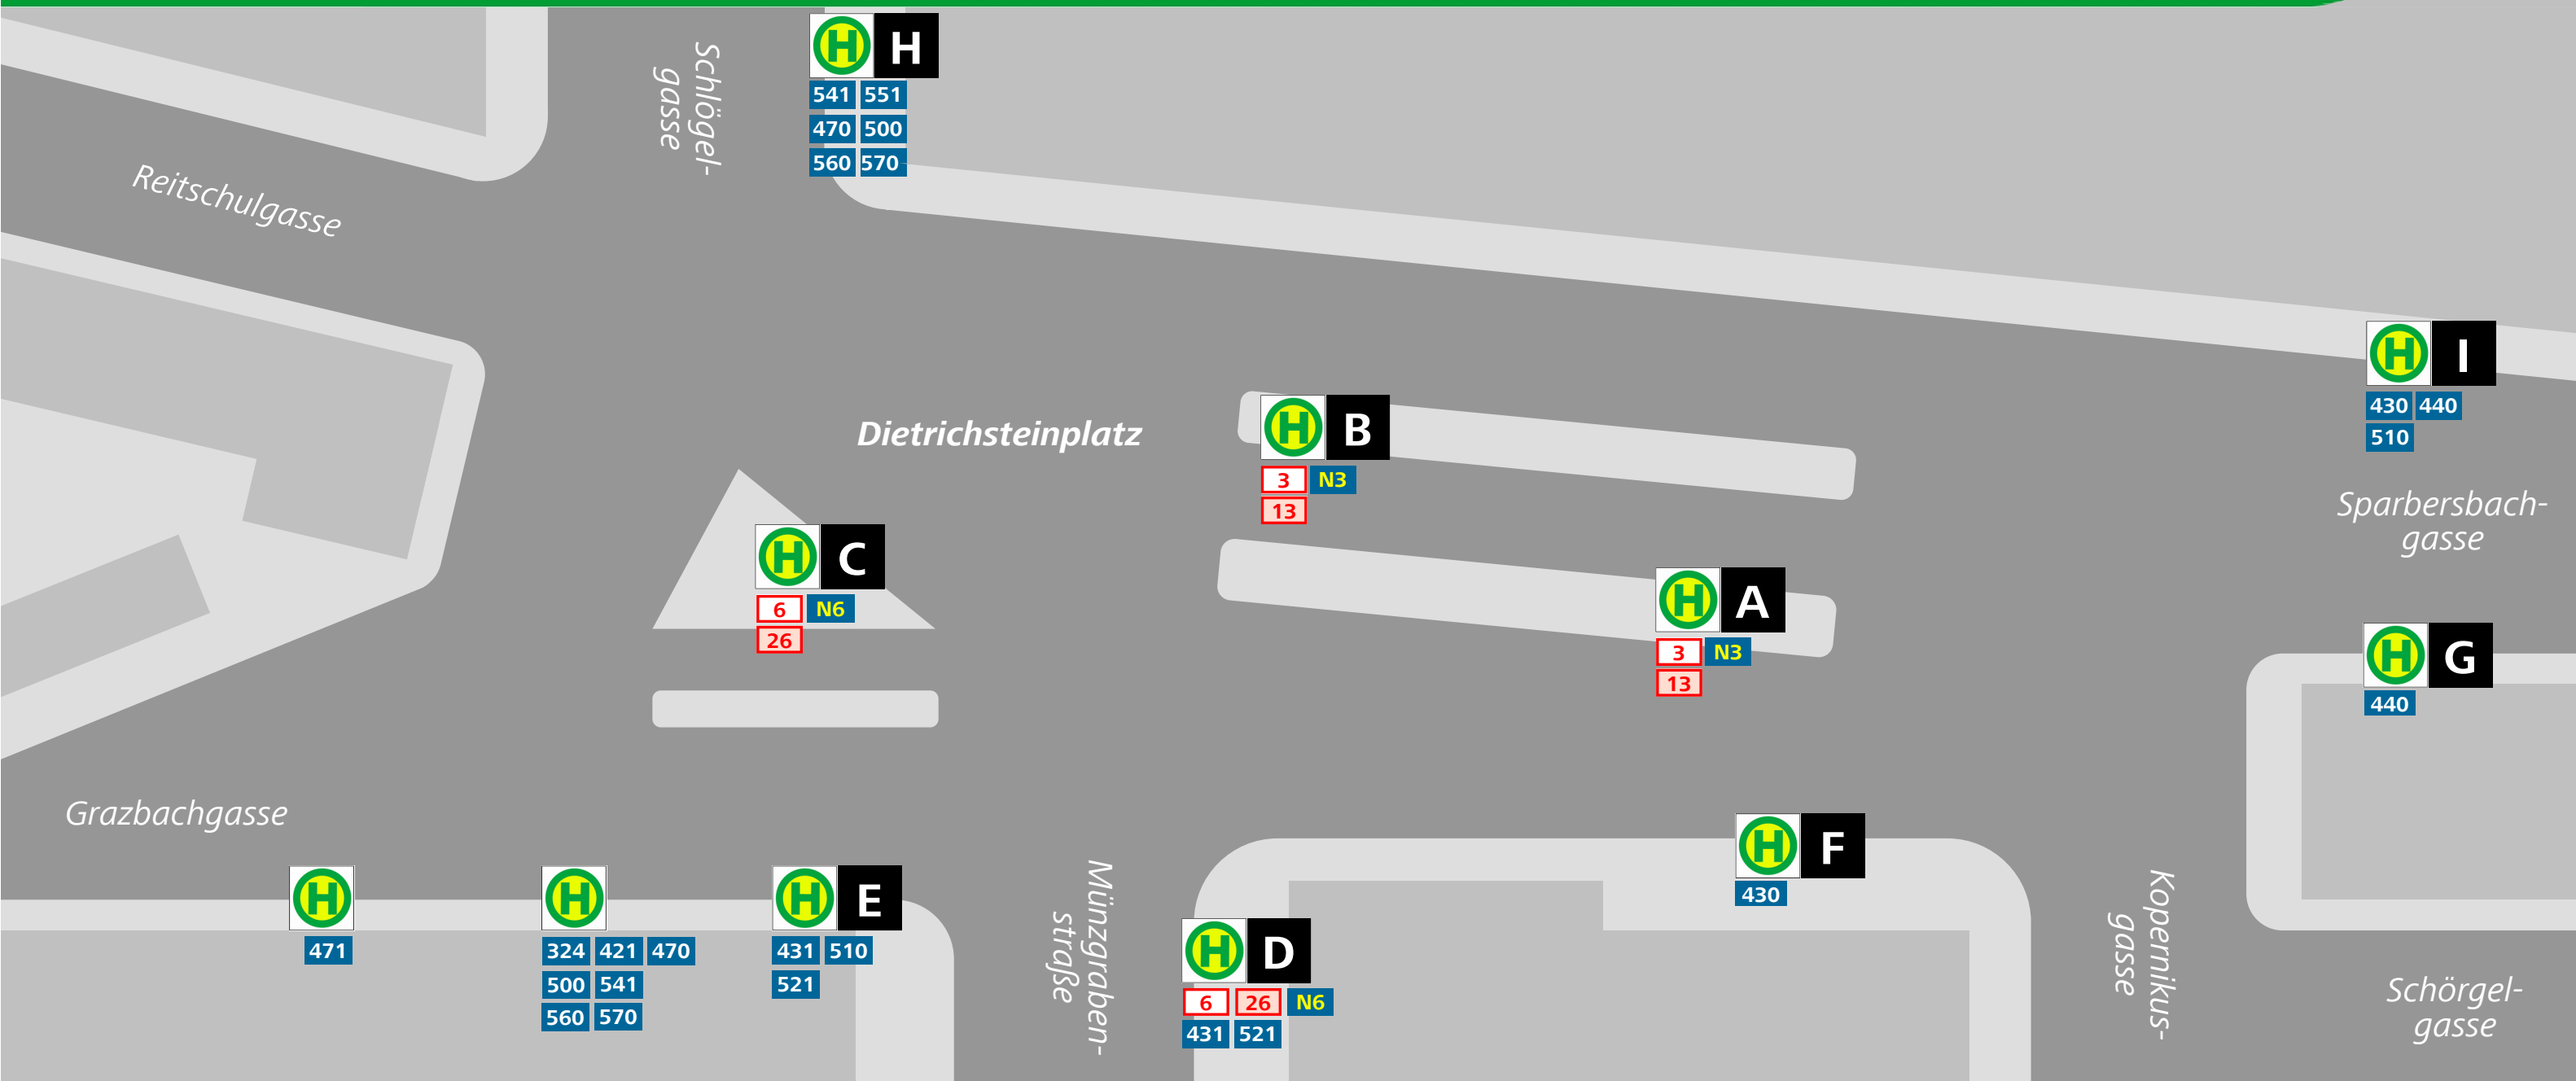 Schlögel-
gasse
H H
541 551
470 500
560 570
Reitschulgasse
H I
430 440
510
Sparbersbach-
gasse
Dietrichsteinplatz
H B
3 N3
13
H C
6 N6
26
H A
3 N3
13
H G
440
Grazbachgasse
H
471
H
324 421 470
500 541
560 570
H E
431 510
521
Münzgraben-
straße
H D
6 26 N6
431 521
H F
430
Kopernikus-
gasse
Schörgel-
gasse